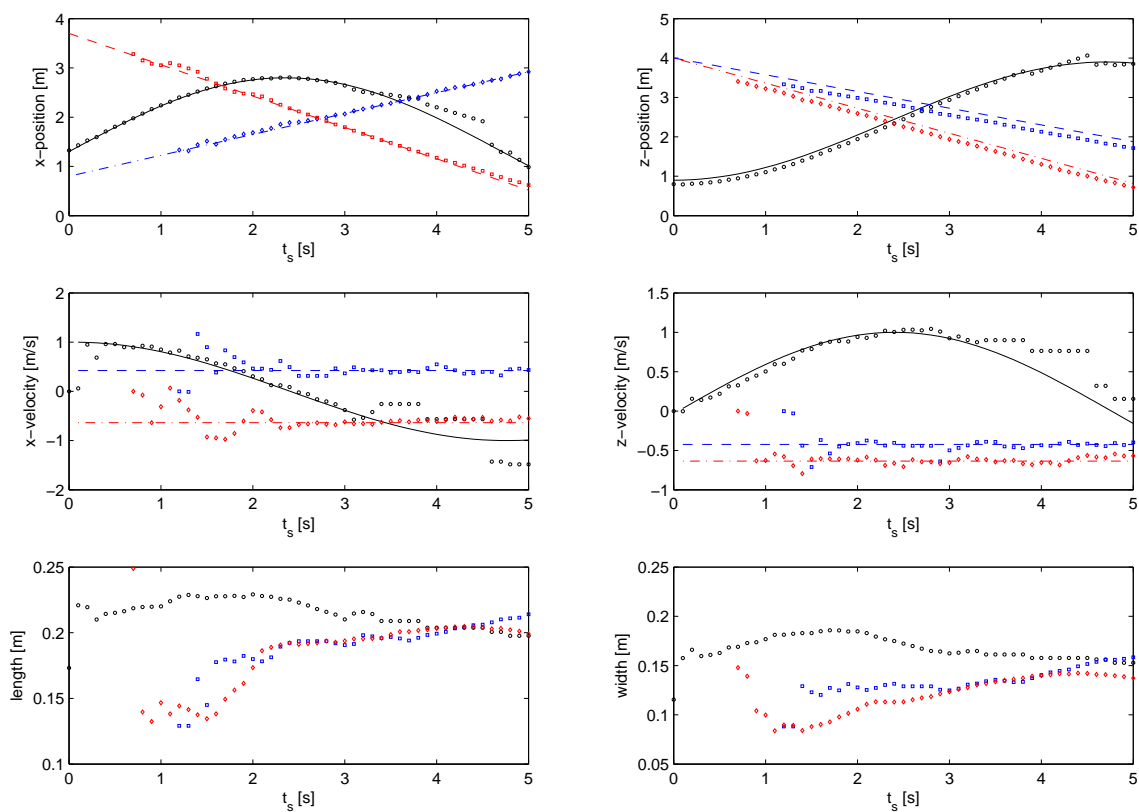 4
3
2
1
0
x−position [m]
0 1 2 3 4 5
t_s [s]
5
4
3
2
1
0
z−position [m]
0 1 2 3 4 5
t_s [s]
2
1
0
−1
−2
x−velocity [m/s]
0 1 2 3 4 5
t_s [s]
1.5
1
0.5
0
−0.5
−1
z−velocity [m/s]
0 1 2 3 4 5
t_s [s]
0.25
0.2
0.15
0.1
length [m]
0 1 2 3 4 5
t_s [s]
0.25
0.2
0.15
0.1
0.05
width [m]
0 1 2 3 4 5
t_s [s]